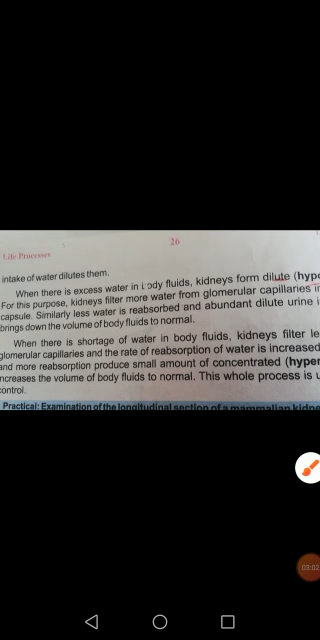 26
Life Processes
intake of water dilutes them.
When there is excess water in body fluids, kidneys form dilute (hypo
For this purpose, kidneys filter more water from glomerular capillaries in
capsule. Similarly less water is reabsorbed and abundant dilute urine i
brings down the volume of body fluids to normal.
When there is shortage of water in body fluids, kidneys filter le
glomerular capillaries and the rate of reabsorption of water is increased
and more reabsorption produce small amount of concentrated (hyper
ncreases the volume of body fluids to normal. This whole process is u
control.
Practical: Examination of the longitudinal section of a mammalian kidne
03:02